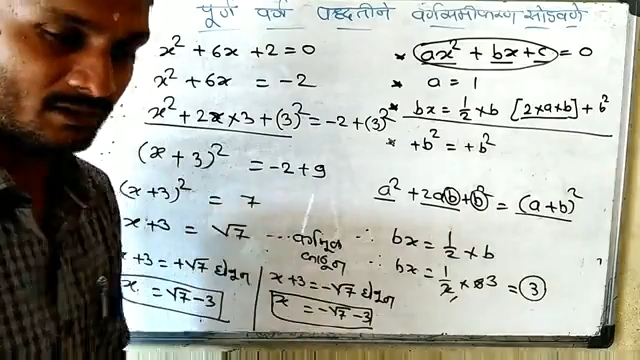 पूर्ण वर्ग पद्धतीने वर्गसमीकरण सोडवणे
x² + 6x + 2 = 0
x² + 6x = -2
x² + 2x × 3 + (3)² = -2 + (3)²
(x + 3)² = -2 + 9
(x + 3)² = 7
x + 3 = √7 ... वर्गमूळ काढून
x + 3 = +√7 घेऊन
x = √7 - 3
x + 3 = -√7 घेऊन
x = -√7 - 3
* ax² + bx + c = 0
* a = 1
* bx = 1/2 × b [2×a×b] + b²
* + b² = + b²
a² + 2ab + b² = (a + b)²
∴ bx = 1/2 × b
∴ bx = 1/2 × 3 = 3